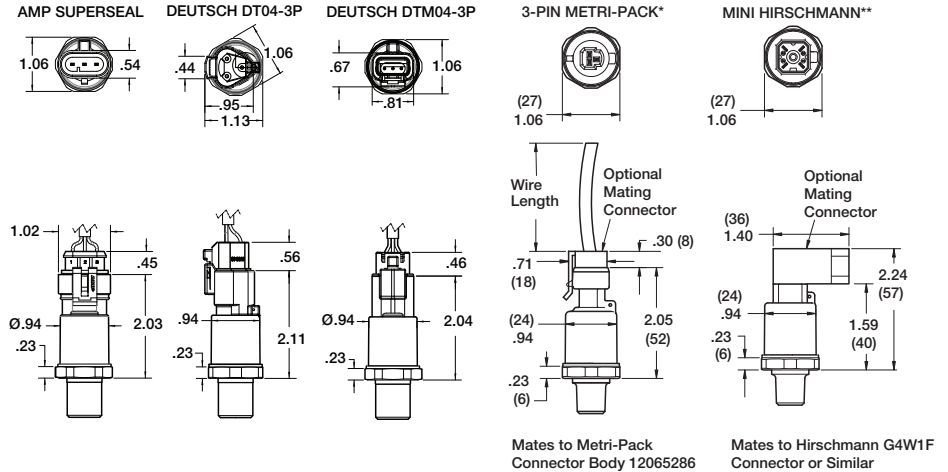 AMP SUPERSEAL
DEUTSCH DT04-3P
DEUTSCH DTM04-3P
3-PIN METRI-PACK*
MINI HIRSCHMANN**
1.06
.54
.44
1.06
.95
1.13
.67
1.06
.81
(27)
1.06
(27)
1.06
1.02
.45
Ø.94
2.03
.23
.56
.94
2.11
.23
.46
Ø.94
2.04
.23
Wire
Length
Optional
Mating
Connector
.30 (8)
.71
(18)
(24)
.94
2.05
(52)
.23
(6)
Optional
Mating
Connector
(36)
1.40
2.24
(57)
(24)
.94
1.59
(40)
.23
(6)
Mates to Metri-Pack
Connector Body 12065286
Mates to Hirschmann G4W1F
Connector or Similar